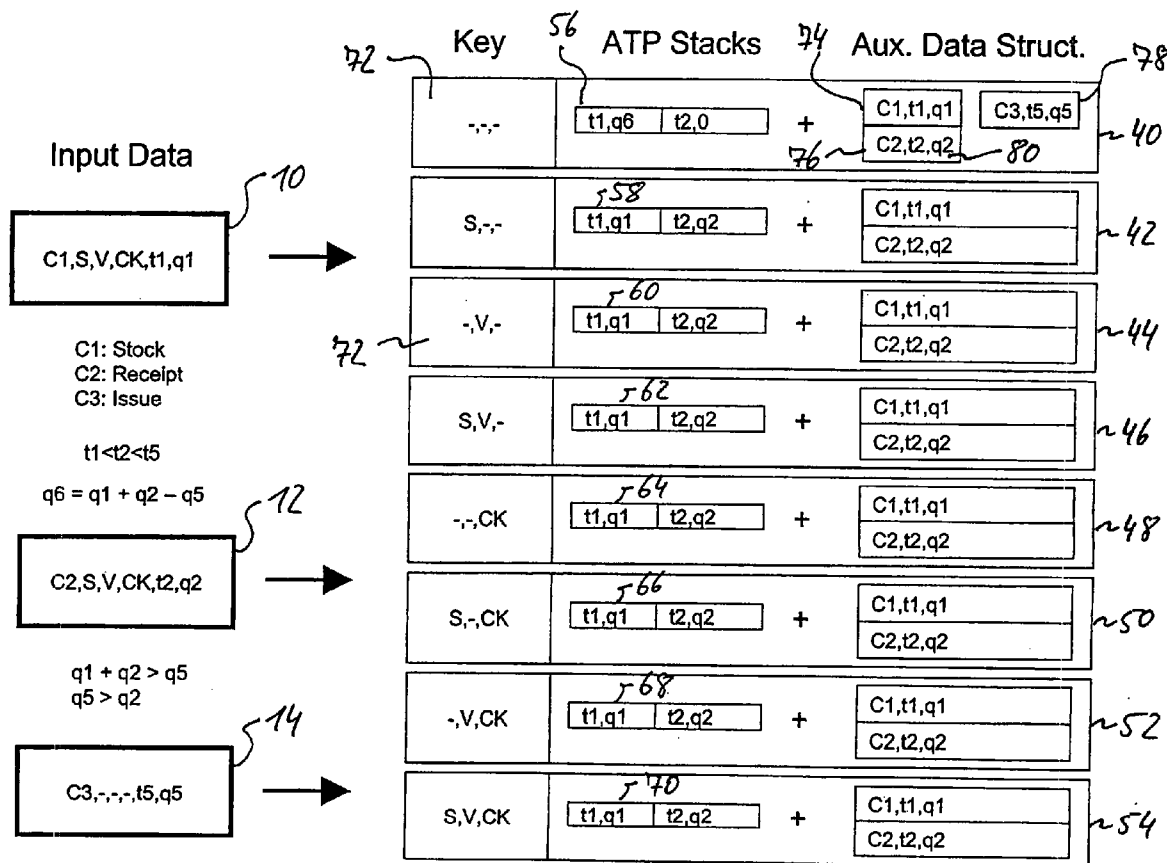 Key ATP Stacks Aux. Data Struct.
72 56 74 78
-,-,- t1,q6 t2,0 + C1,t1,q1 C3,t5,q5 40
76 C2,t2,q2 80
Input Data
10
C1,S,V,CK,t1,q1
C1: Stock
C2: Receipt
C3: Issue
t1<t2<t5
q6 = q1 + q2 – q5
12
C2,S,V,CK,t2,q2
q1 + q2 > q5
q5 > q2
14
C3,-,-,-,t5,q5
58
S,-,- t1,q1 t2,q2 + C1,t1,q1 42
C2,t2,q2
60
-,V,- t1,q1 t2,q2 + C1,t1,q1 44
72 C2,t2,q2
62
S,V,- t1,q1 t2,q2 + C1,t1,q1 46
C2,t2,q2
64
-,-,CK t1,q1 t2,q2 + C1,t1,q1 48
C2,t2,q2
66
S,-,CK t1,q1 t2,q2 + C1,t1,q1 50
C2,t2,q2
68
-,V,CK t1,q1 t2,q2 + C1,t1,q1 52
C2,t2,q2
70
S,V,CK t1,q1 t2,q2 + C1,t1,q1 54
C2,t2,q2